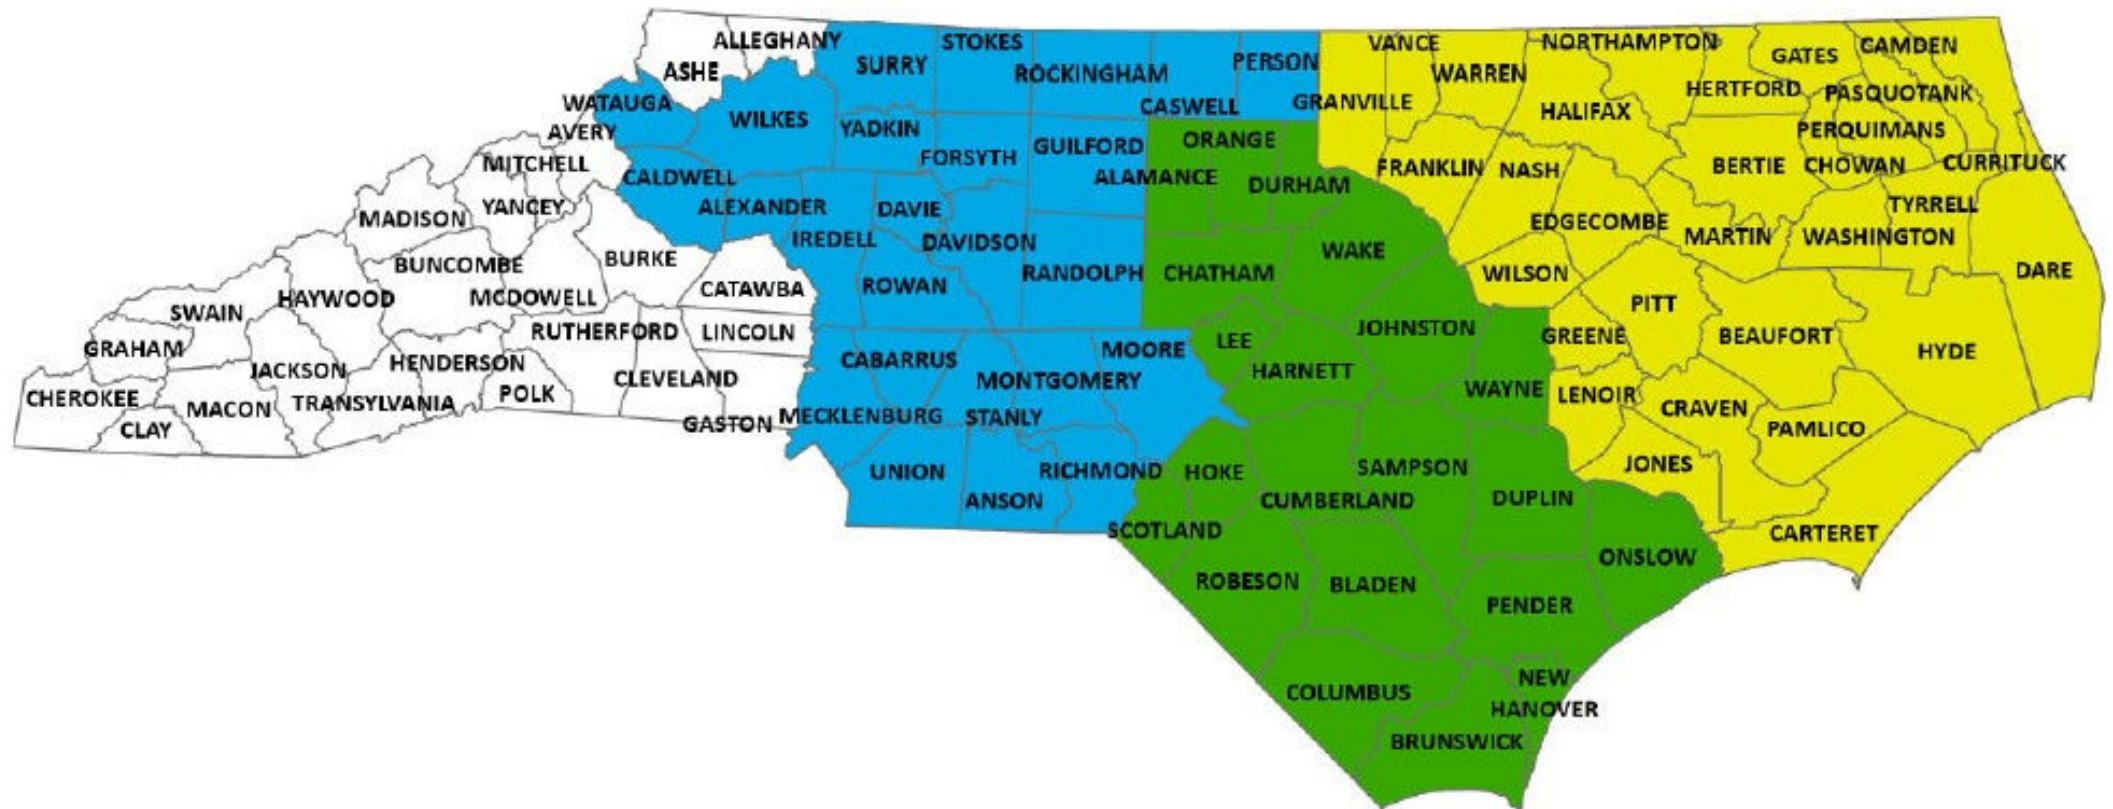 ALLEGHANY
ASHE
SURRY
STOKES
ROCKINGHAM
CASWELL
PERSON
GRANVILLE
VANCE
WARREN
NORTHAMPTON
HALIFAX
HERTFORD
GATES
CAMDEN
PASQUOTANK
PERQUIMANS
CHOWAN
CURRITUCK
BERTIE
WATAUGA
WILKES
YADKIN
FORSYTH
GUILFORD
ALAMANCE
ORANGE
DURHAM
FRANKLIN
NASH
EDGECOMBE
MARTIN
WASHINGTON
TYRRELL
DARE
AVERY
MITCHELL
YANCEY
MADISON
CALDWELL
ALEXANDER
IREDELL
DAVIE
DAVIDSON
RANDOLPH
CHATHAM
WAKE
WILSON
PITT
BEAUFORT
HYDE
BUNCOMBE
MCDOWELL
BURKE
CATAWBA
ROWAN
SWAIN
HAYWOOD
GRAHAM
JACKSON
HENDERSON
RUTHERFORD
LINCOLN
CABARRUS
MONTGOMERY
MOORE
LEE
HARNETT
JOHNSTON
GREENE
CHEROKEE
CLAY
MACON
TRANSYLVANIA
POLK
CLEVELAND
GASTON
MECKLENBURG
STANLY
WAYNE
LENOIR
CRAVEN
PAMLICO
UNION
ANSON
RICHMOND
HOKE
SCOTLAND
CUMBERLAND
SAMPSON
DUPLIN
JONES
CARTERET
ONSLOW
ROBESON
BLADEN
PENDER
COLUMBUS
NEW
HANOVER
BRUNSWICK